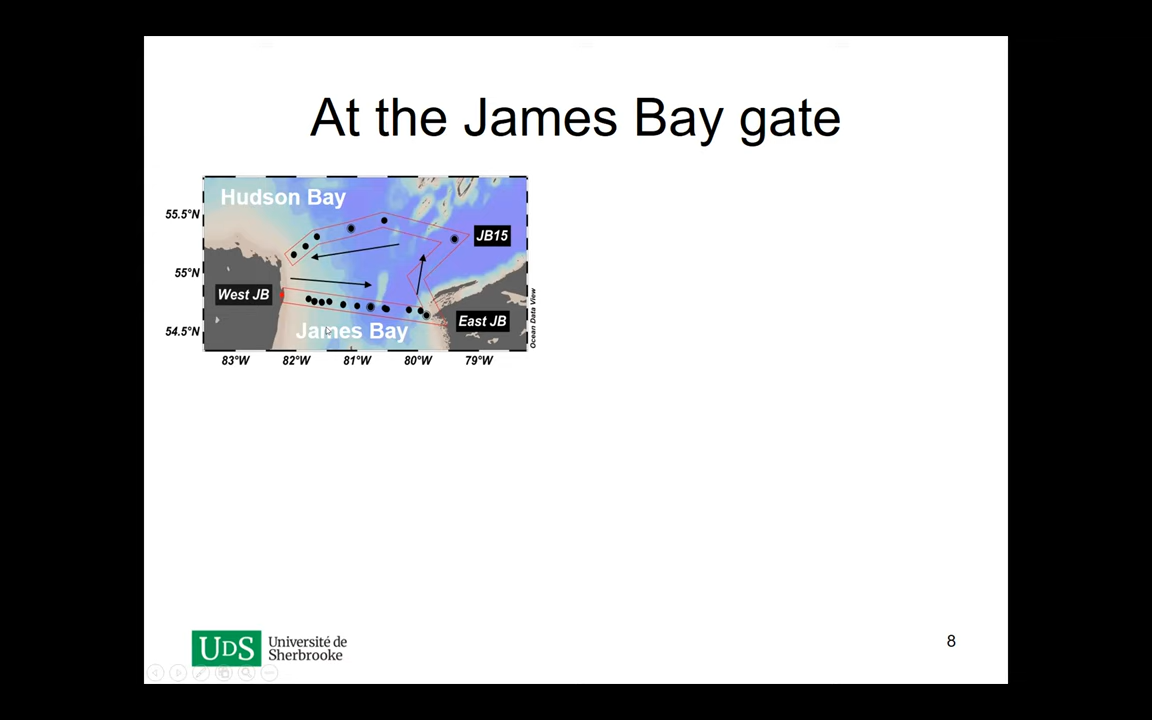 At the James Bay gate
Hudson Bay
55.5°N
JB15
55°N
West JB
East JB
James Bay
54.5°N
Ocean Data View
83°W 82°W 81°W 80°W 79°W
UDS Université de
Sherbrooke
8